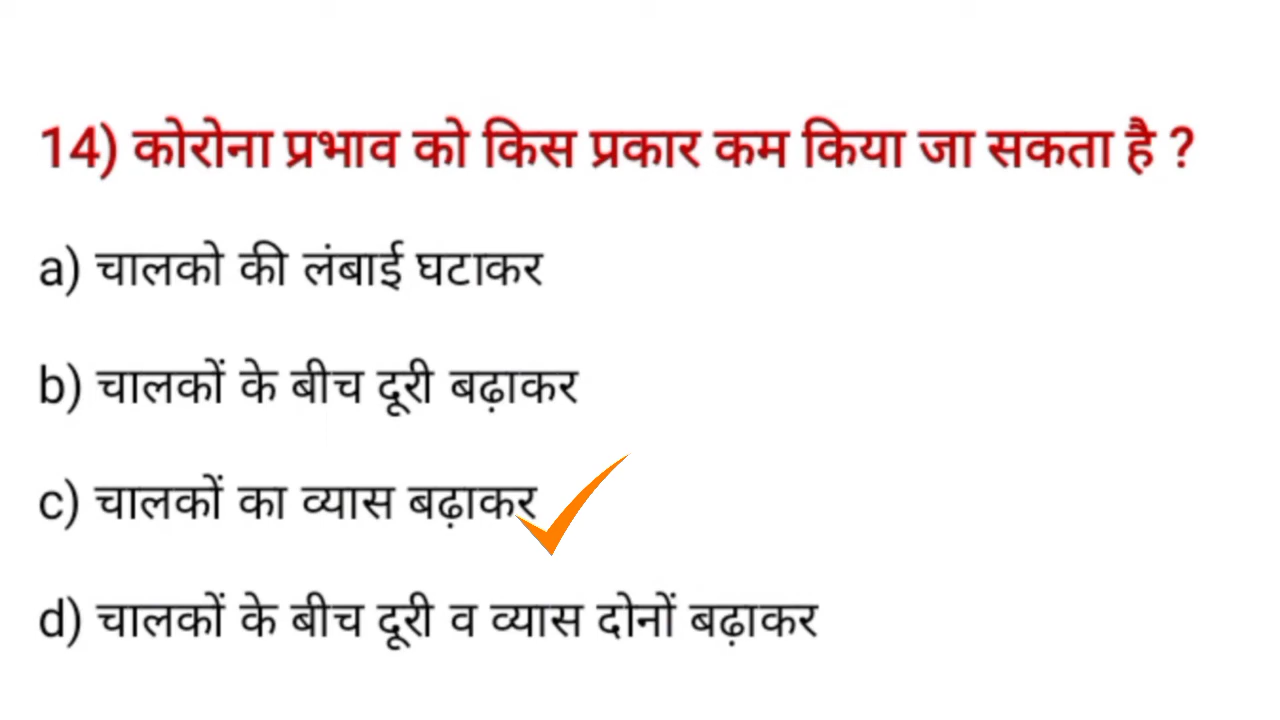 14) कोरोना प्रभाव को किस प्रकार कम किया जा सकता है ?
a) चालको की लंबाई घटाकर
b) चालकों के बीच दूरी बढ़ाकर
c) चालकों का व्यास बढ़ाकर
d) चालकों के बीच दूरी व व्यास दोनों बढ़ाकर